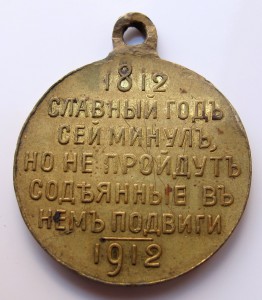 1812
СЛАВНЫЙ ГОДЪ
СЕЙ МИНУЛЪ,
НО НЕ ПРОЙДУТЪ
СОДѢЯННЫЕ ВЪ
НЕМЪ ПОДВИГИ
1912